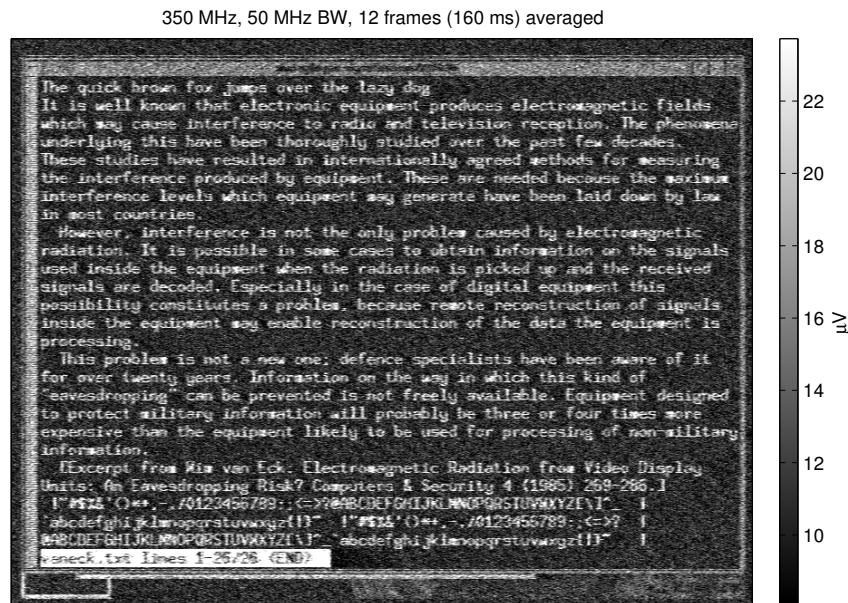 350 MHz, 50 MHz BW, 12 frames (160 ms) averaged
The quick brown fox jumps over the lazy dog
It is well known that electronic equipment produces electromagnetic fields
which may cause interference to radio and television reception. The phenomena
underlying this have been thoroughly studied over the past few decades.
These studies have resulted in internationally agreed methods for measuring
the interference produced by equipment. These are needed because the maximum
interference levels which equipment may generate have been laid down by law
in most countries.
However, interference is not the only problem caused by electromagnetic
radiation. It is possible in some cases to obtain information on the signals
used inside the equipment when the radiation is picked up and the received
signals are decoded. Especially in the case of digital equipment this
possibility constitutes a problem, because remote reconstruction of signals
inside the equipment may enable reconstruction of the data the equipment is
processing.
This problem is not a new one; defence specialists have been aware of it
for over twenty years. Information on the way in which this kind of
"eavesdropping" can be prevented is not freely available. Equipment designed
to protect military information will probably be three or four times more
expensive than the equipment likely to be used for processing of non-military
information.
[Excerpt from Wim van Eck. Electromagnetic Radiation from Video Display
Units: An Eavesdropping Risk? Computers & Security 4 (1985) 269-286.]
!"#$%&'()*+,-./0123456789:;<=>?@ABCDEFGHIJKLMNOPQRSTUVWXYZ[\]^_
`abcdefghijklmnopqrstuvwxyz{|}~ !"#$%&'()*+,-./0123456789:;<=>?
@ABCDEFGHIJKLMNOPQRSTUVWXYZ[\]^_`abcdefghijklmnopqrstuvwxyz{|}~
vaneck.txt lines 1-26/26 (END)
22
20
18
16
14
12
10
µV